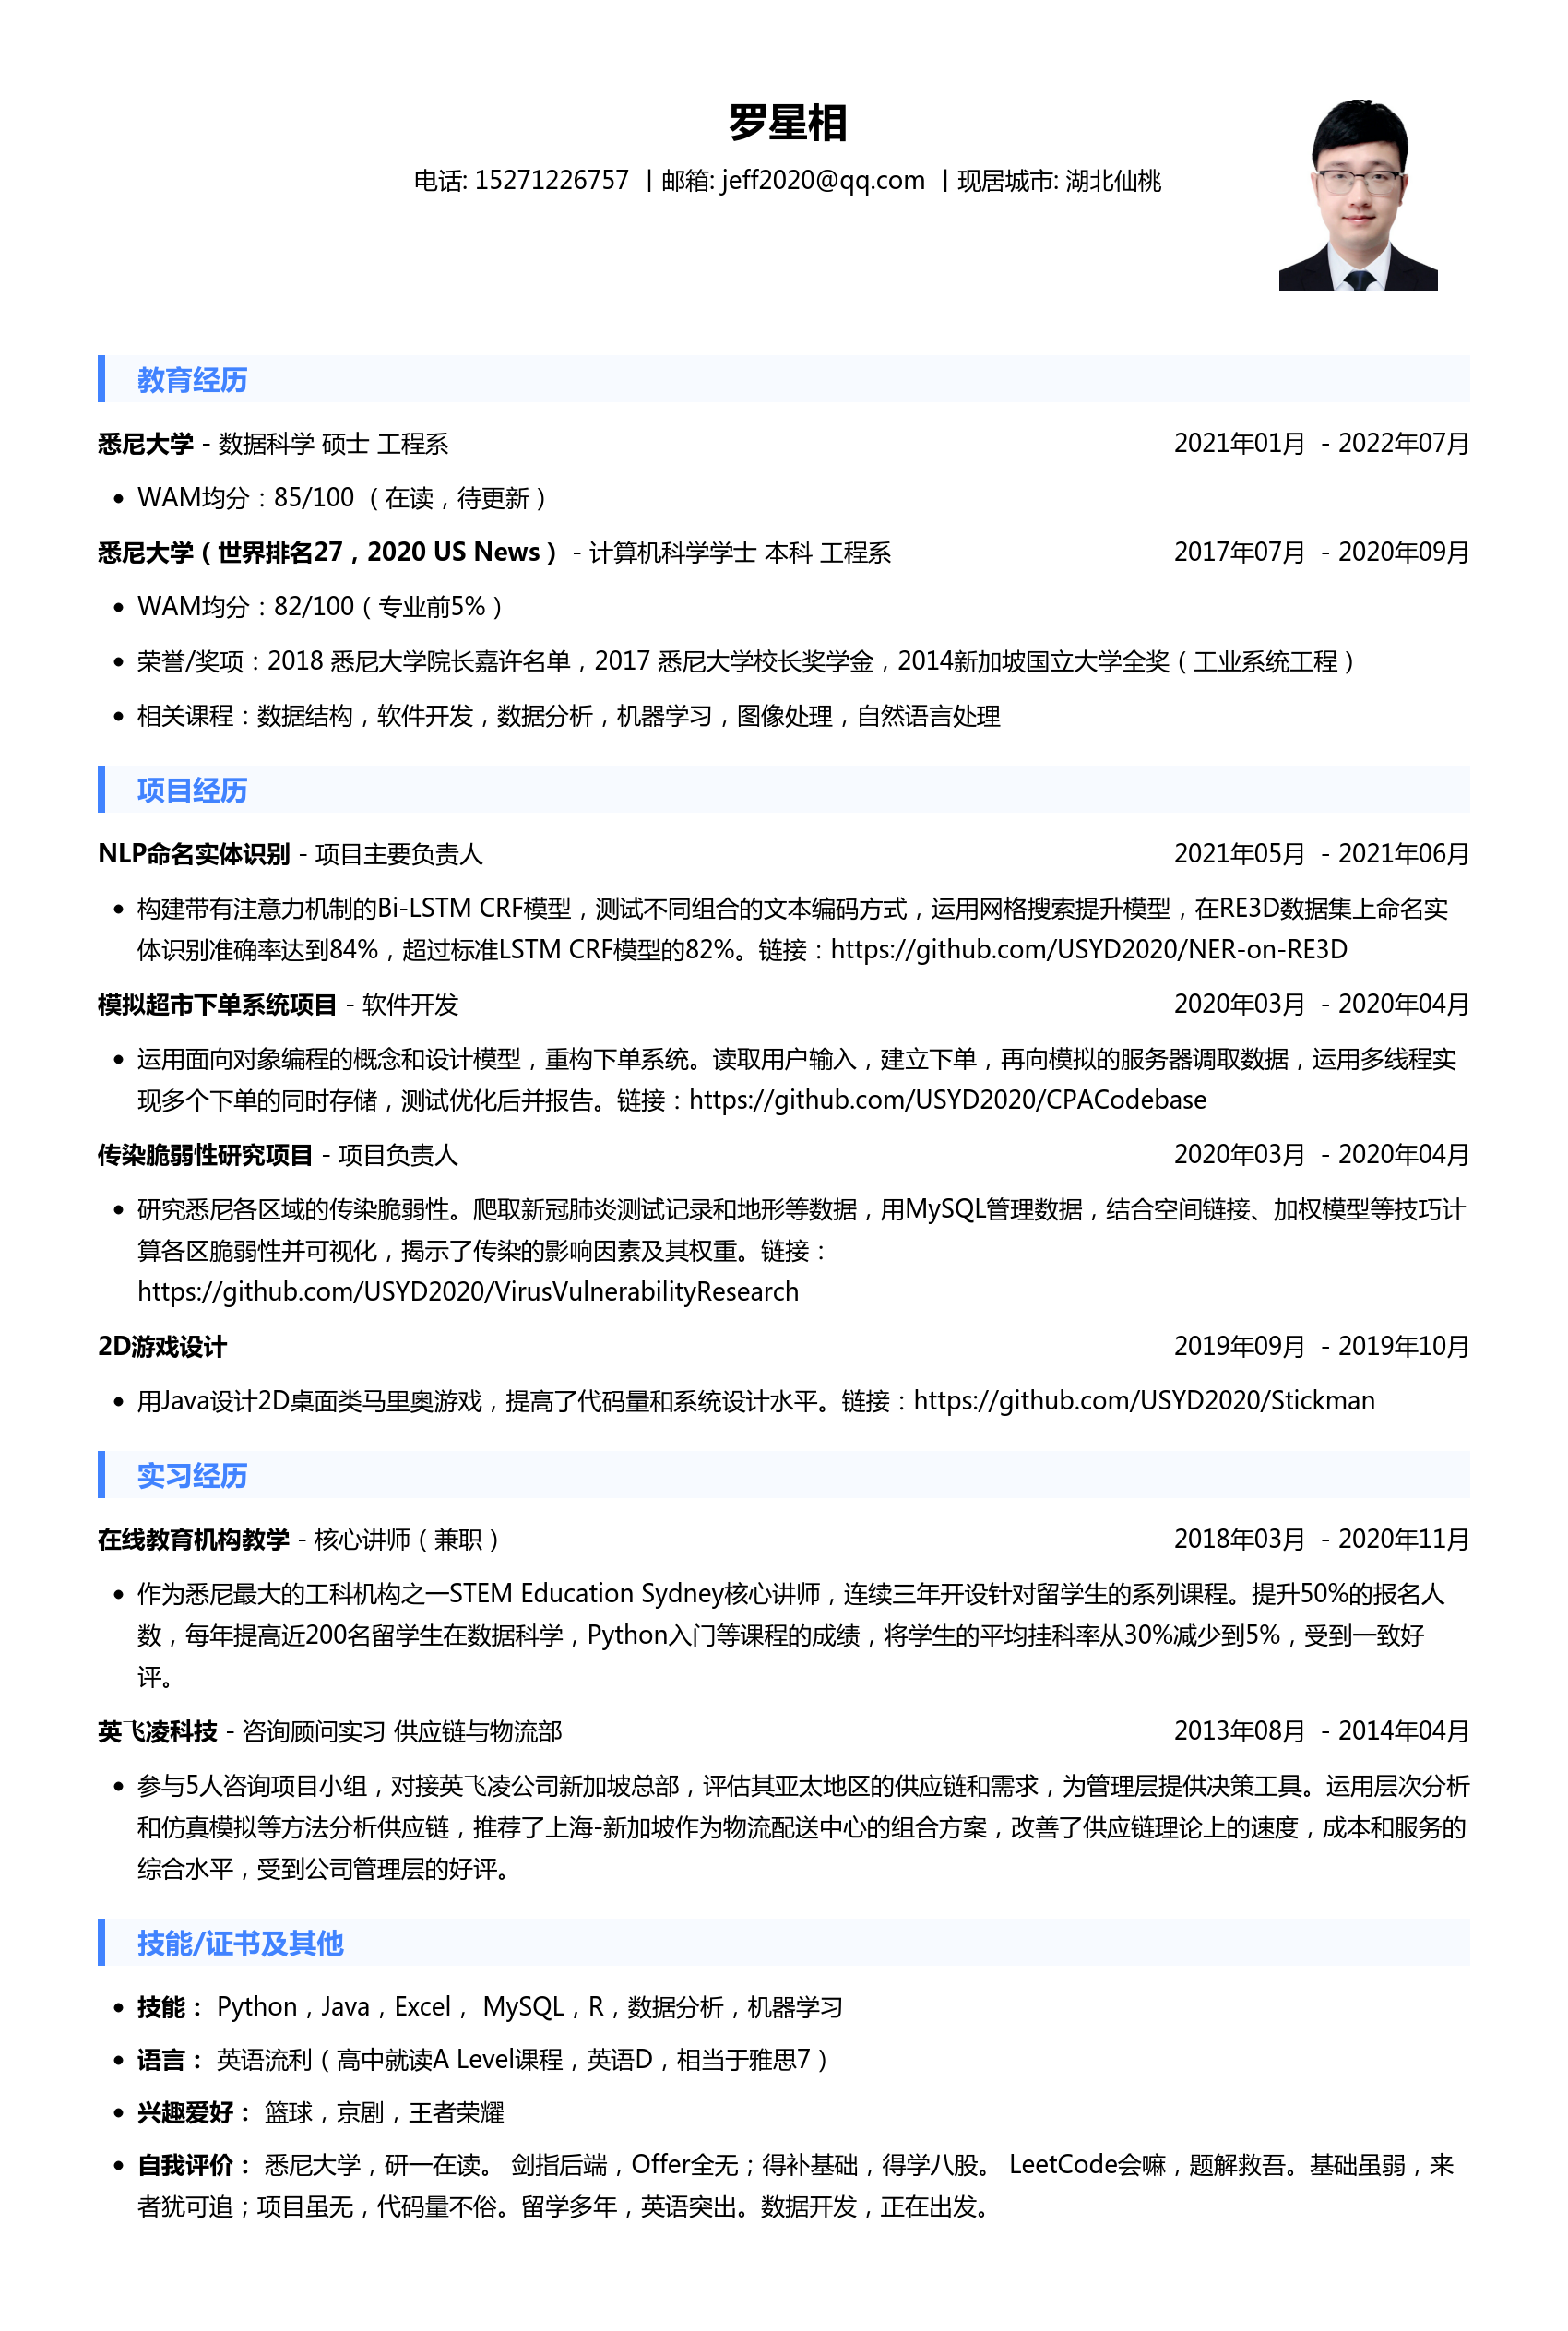 罗星相
电话: 15271226757 丨邮箱: jeff2020@qq.com 丨现居城市: 湖北仙桃
教育经历
悉尼大学 - 数据科学 硕士 工程系 2021年01月 - 2022年07月
• WAM均分：85/100 （在读，待更新）
悉尼大学（世界排名27，2020 US News） - 计算机科学学士 本科 工程系 2017年07月 - 2020年09月
• WAM均分：82/100（专业前5%）
• 荣誉/奖项：2018 悉尼大学院长嘉许名单，2017 悉尼大学校长奖学金，2014新加坡国立大学全奖（工业系统工程）
• 相关课程：数据结构，软件开发，数据分析，机器学习，图像处理，自然语言处理
项目经历
NLP命名实体识别 - 项目主要负责人 2021年05月 - 2021年06月
• 构建带有注意力机制的Bi-LSTM CRF模型，测试不同组合的文本编码方式，运用网格搜索提升模型，在RE3D数据集上命名实
体识别准确率达到84%，超过标准LSTM CRF模型的82%。链接：https://github.com/USYD2020/NER-on-RE3D
模拟超市下单系统项目 - 软件开发 2020年03月 - 2020年04月
• 运用面向对象编程的概念和设计模型，重构下单系统。读取用户输入，建立下单，再向模拟的服务器调取数据，运用多线程实
现多个下单的同时存储，测试优化后并报告。链接：https://github.com/USYD2020/CPACodebase
传染脆弱性研究项目 - 项目负责人 2020年03月 - 2020年04月
• 研究悉尼各区域的传染脆弱性。爬取新冠肺炎测试记录和地形等数据，用MySQL管理数据，结合空间链接、加权模型等技巧计
算各区脆弱性并可视化，揭示了传染的影响因素及其权重。链接：
https://github.com/USYD2020/VirusVulnerabilityResearch
2D游戏设计 2019年09月 - 2019年10月
• 用Java设计2D桌面类马里奥游戏，提高了代码量和系统设计水平。链接：https://github.com/USYD2020/Stickman
实习经历
在线教育机构教学 - 核心讲师（兼职） 2018年03月 - 2020年11月
• 作为悉尼最大的工科机构之一STEM Education Sydney核心讲师，连续三年开设针对留学生的系列课程。提升50%的报名人
数，每年提高近200名留学生在数据科学，Python入门等课程的成绩，将学生的平均挂科率从30%减少到5%，受到一致好
评。
英飞凌科技 - 咨询顾问实习 供应链与物流部 2013年08月 - 2014年04月
• 参与5人咨询项目小组，对接英飞凌公司新加坡总部，评估其亚太地区的供应链和需求，为管理层提供决策工具。运用层次分析
和仿真模拟等方法分析供应链，推荐了上海-新加坡作为物流配送中心的组合方案，改善了供应链理论上的速度，成本和服务的
综合水平，受到公司管理层的好评。
技能/证书及其他
• 技能： Python，Java，Excel， MySQL，R，数据分析，机器学习
• 语言： 英语流利（高中就读A Level课程，英语D，相当于雅思7）
• 兴趣爱好： 篮球，京剧，王者荣耀
• 自我评价： 悉尼大学，研一在读。 剑指后端，Offer全无；得补基础，得学八股。 LeetCode会嘛，题解救吾。基础虽弱，来
者犹可追；项目虽无，代码量不俗。留学多年，英语突出。数据开发，正在出发。